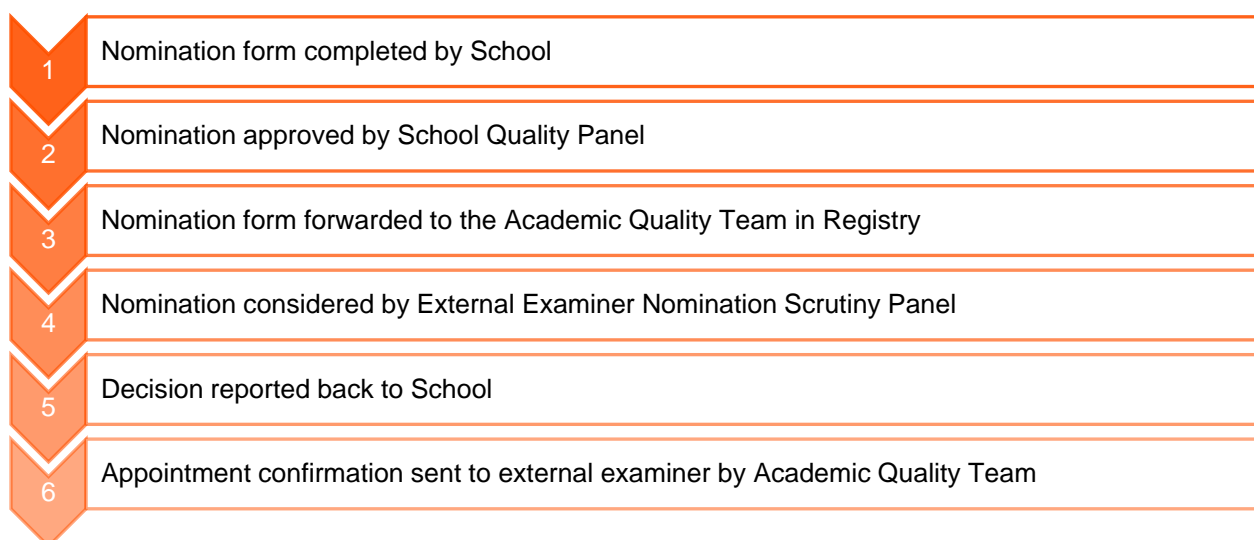 1
Nomination form completed by School
2
Nomination approved by School Quality Panel
3
Nomination form forwarded to the Academic Quality Team in Registry
4
Nomination considered by External Examiner Nomination Scrutiny Panel
5
Decision reported back to School
6
Appointment confirmation sent to external examiner by Academic Quality Team